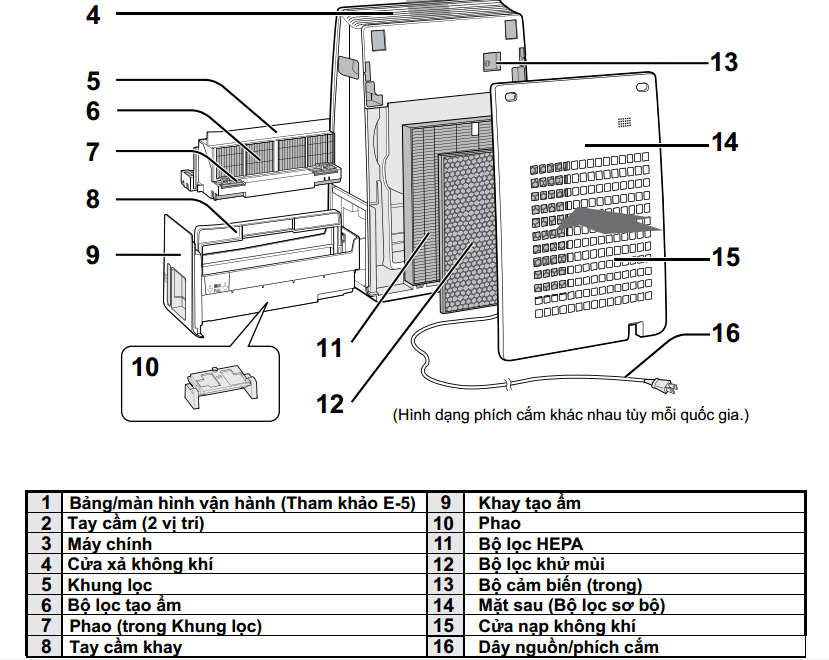 4
13
5
6
14
7
8
9
15
11
16
10
12
(Hình dạng phích cắm khác nhau tùy mỗi quốc gia.)
1 Bảng/màn hình vận hành (Tham khảo E-5) 9 Khay tạo ẩm
2 Tay cầm (2 vị trí) 10 Phao
3 Máy chính 11 Bộ lọc HEPA
4 Cửa xả không khí 12 Bộ lọc khử mùi
5 Khung lọc 13 Bộ cảm biến (trong)
6 Bộ lọc tạo ẩm 14 Mặt sau (Bộ lọc sơ bộ)
7 Phao (trong Khung lọc) 15 Cửa nạp không khí
8 Tay cầm khay 16 Dây nguồn/phích cắm